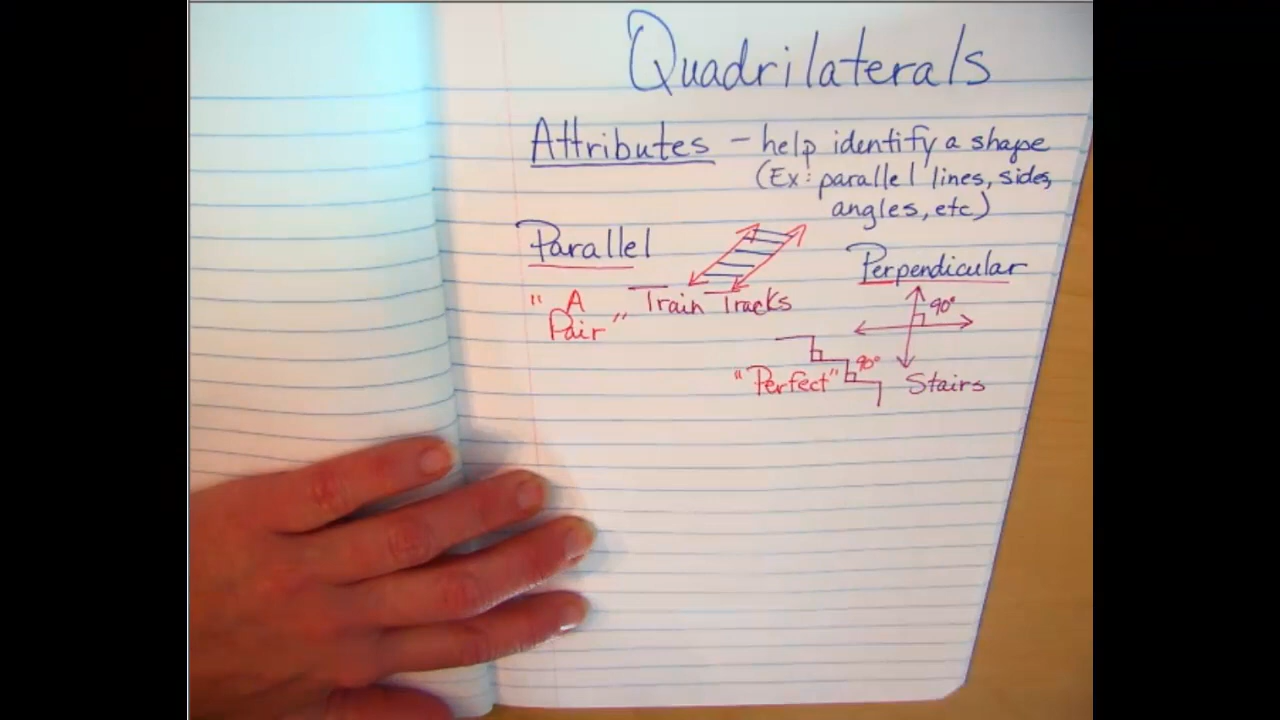 Quadrilaterals
Attributes - help identify a shape
(Ex: parallel lines, sides,
angles, etc)
Parallel
" A
Pair "
Train Tracks
Perpendicular
90°
"Perfect"
90°
Stairs